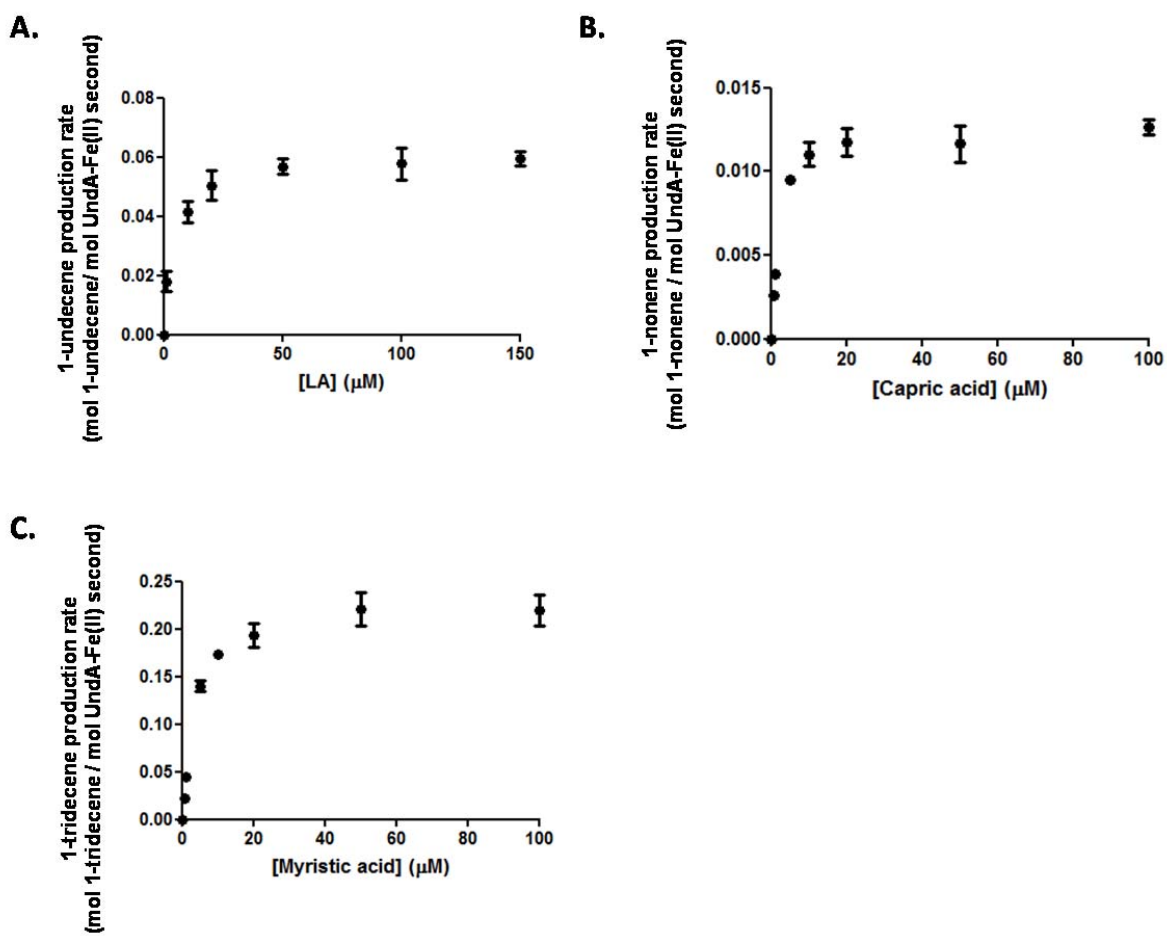 A.
1-undecene production rate
(mol 1-undecene/ mol UndA-Fe(II) second)
0.08
0.06
0.04
0.02
0.00
0 50 100 150
[LA] (μM)
B.
1-nonene production rate
(mol 1-nonene / mol UndA-Fe(II) second)
0.015
0.010
0.005
0.000
0 20 40 60 80 100
[Capric acid] (μM)
C.
1-tridecene production rate
(mol 1-tridecene / mol UndA-Fe(II) second)
0.25
0.20
0.15
0.10
0.05
0.00
0 20 40 60 80 100
[Myristic acid] (μM)